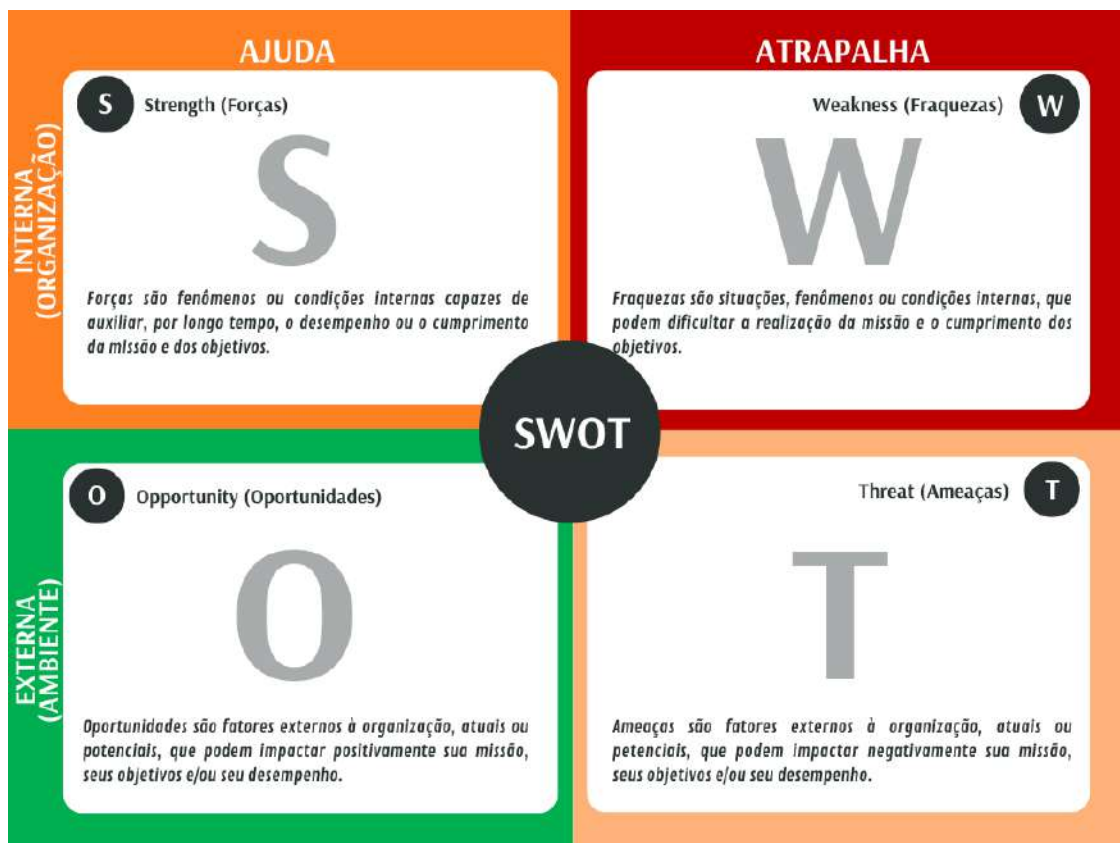 AJUDA
ATRAPALHA
INTERNA
(ORGANIZAÇÃO)
S
Strength (Forças)
S
Forças são fenômenos ou condições internas capazes de
auxiliar, por longo tempo, o desempenho ou o cumprimento
da missão e dos objetivos.
Weakness (Fraquezas)
W
W
Fraquezas são situações, fenômenos ou condições internas, que
podem dificultar a realização da missão e o cumprimento dos
objetivos.
SWOT
EXTERNA
(AMBIENTE)
O
Opportunity (Oportunidades)
O
Oportunidades são fatores externos à organização, atuais ou
potenciais, que podem impactar positivamente sua missão,
seus objetivos e/ou seu desempenho.
Threat (Ameaças)
T
T
Ameaças são fatores externos à organização, atuais ou
petenciais, que podem impactar negativamente sua missão,
seus objetivos e/ou seu desempenho.